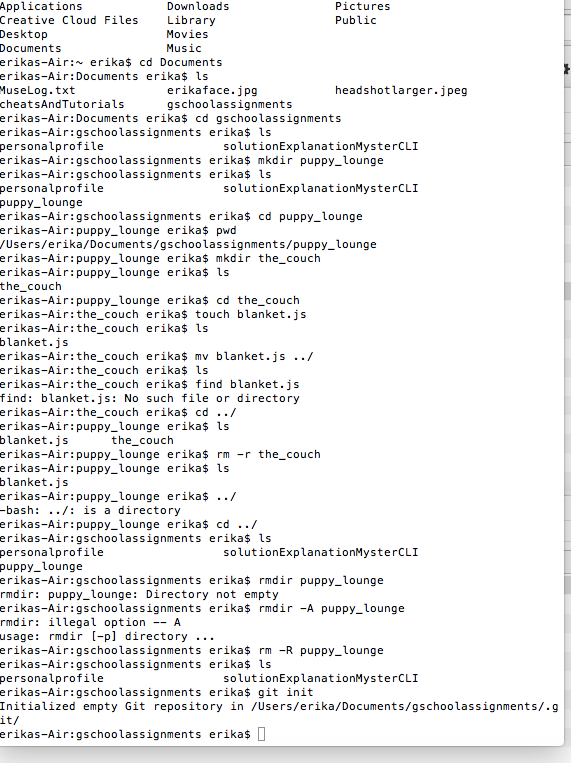 Applications Downloads Pictures
Creative Cloud Files Library Public
Desktop Movies
Documents Music
erikas-Air:~ erika$ cd Documents
erikas-Air:Documents erika$ ls
MuseLog.txt erikaface.jpg headshotlarger.jpeg
cheatsAndTutorials gschoolassignments
erikas-Air:Documents erika$ cd gschoolassignments
erikas-Air:gschoolassignments erika$ ls
personalprofile solutionExplanationMysterCLI
erikas-Air:gschoolassignments erika$ mkdir puppy_lounge
erikas-Air:gschoolassignments erika$ ls
personalprofile solutionExplanationMysterCLI
puppy_lounge
erikas-Air:gschoolassignments erika$ cd puppy_lounge
erikas-Air:puppy_lounge erika$ pwd
/Users/erika/Documents/gschoolassignments/puppy_lounge
erikas-Air:puppy_lounge erika$ mkdir the_couch
erikas-Air:puppy_lounge erika$ ls
the_couch
erikas-Air:puppy_lounge erika$ cd the_couch
erikas-Air:the_couch erika$ touch blanket.js
erikas-Air:the_couch erika$ ls
blanket.js
erikas-Air:the_couch erika$ mv blanket.js ../
erikas-Air:the_couch erika$ ls
erikas-Air:the_couch erika$ find blanket.js
find: blanket.js: No such file or directory
erikas-Air:the_couch erika$ cd ../
erikas-Air:puppy_lounge erika$ ls
blanket.js the_couch
erikas-Air:puppy_lounge erika$ rm -r the_couch
erikas-Air:puppy_lounge erika$ ls
blanket.js
erikas-Air:puppy_lounge erika$ ../
-bash: ../: is a directory
erikas-Air:puppy_lounge erika$ cd ../
erikas-Air:gschoolassignments erika$ ls
personalprofile solutionExplanationMysterCLI
puppy_lounge
erikas-Air:gschoolassignments erika$ rmdir puppy_lounge
rmdir: puppy_lounge: Directory not empty
erikas-Air:gschoolassignments erika$ rmdir -A puppy_lounge
rmdir: illegal option -- A
usage: rmdir [-p] directory ...
erikas-Air:gschoolassignments erika$ rm -R puppy_lounge
erikas-Air:gschoolassignments erika$ ls
personalprofile solutionExplanationMysterCLI
erikas-Air:gschoolassignments erika$ git init
Initialized empty Git repository in /Users/erika/Documents/gschoolassignments/.g
it/
erikas-Air:gschoolassignments erika$